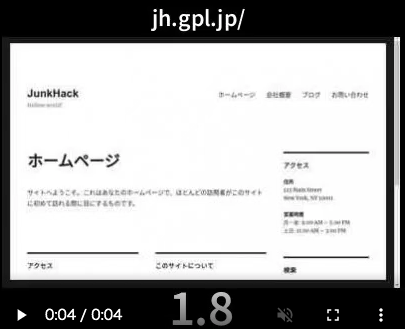 jh.gpl.jp/
JunkHack
ホームページ 会社概要 ブログ お問い合わせ
ホームページ
サイトへようこそ。これはあなたのホームページで、ほとんどの訪問者がこのサイト
に初めて訪れる際に目にするものです。
アクセス
このサイトについて
アクセス
住所
123 Main Street
New York, NY 10001
営業時間
月—金: 9:00 AM – 5:00 PM
土日: 11:00 AM – 3:00 PM
検索
0:04 / 0:04
1.8